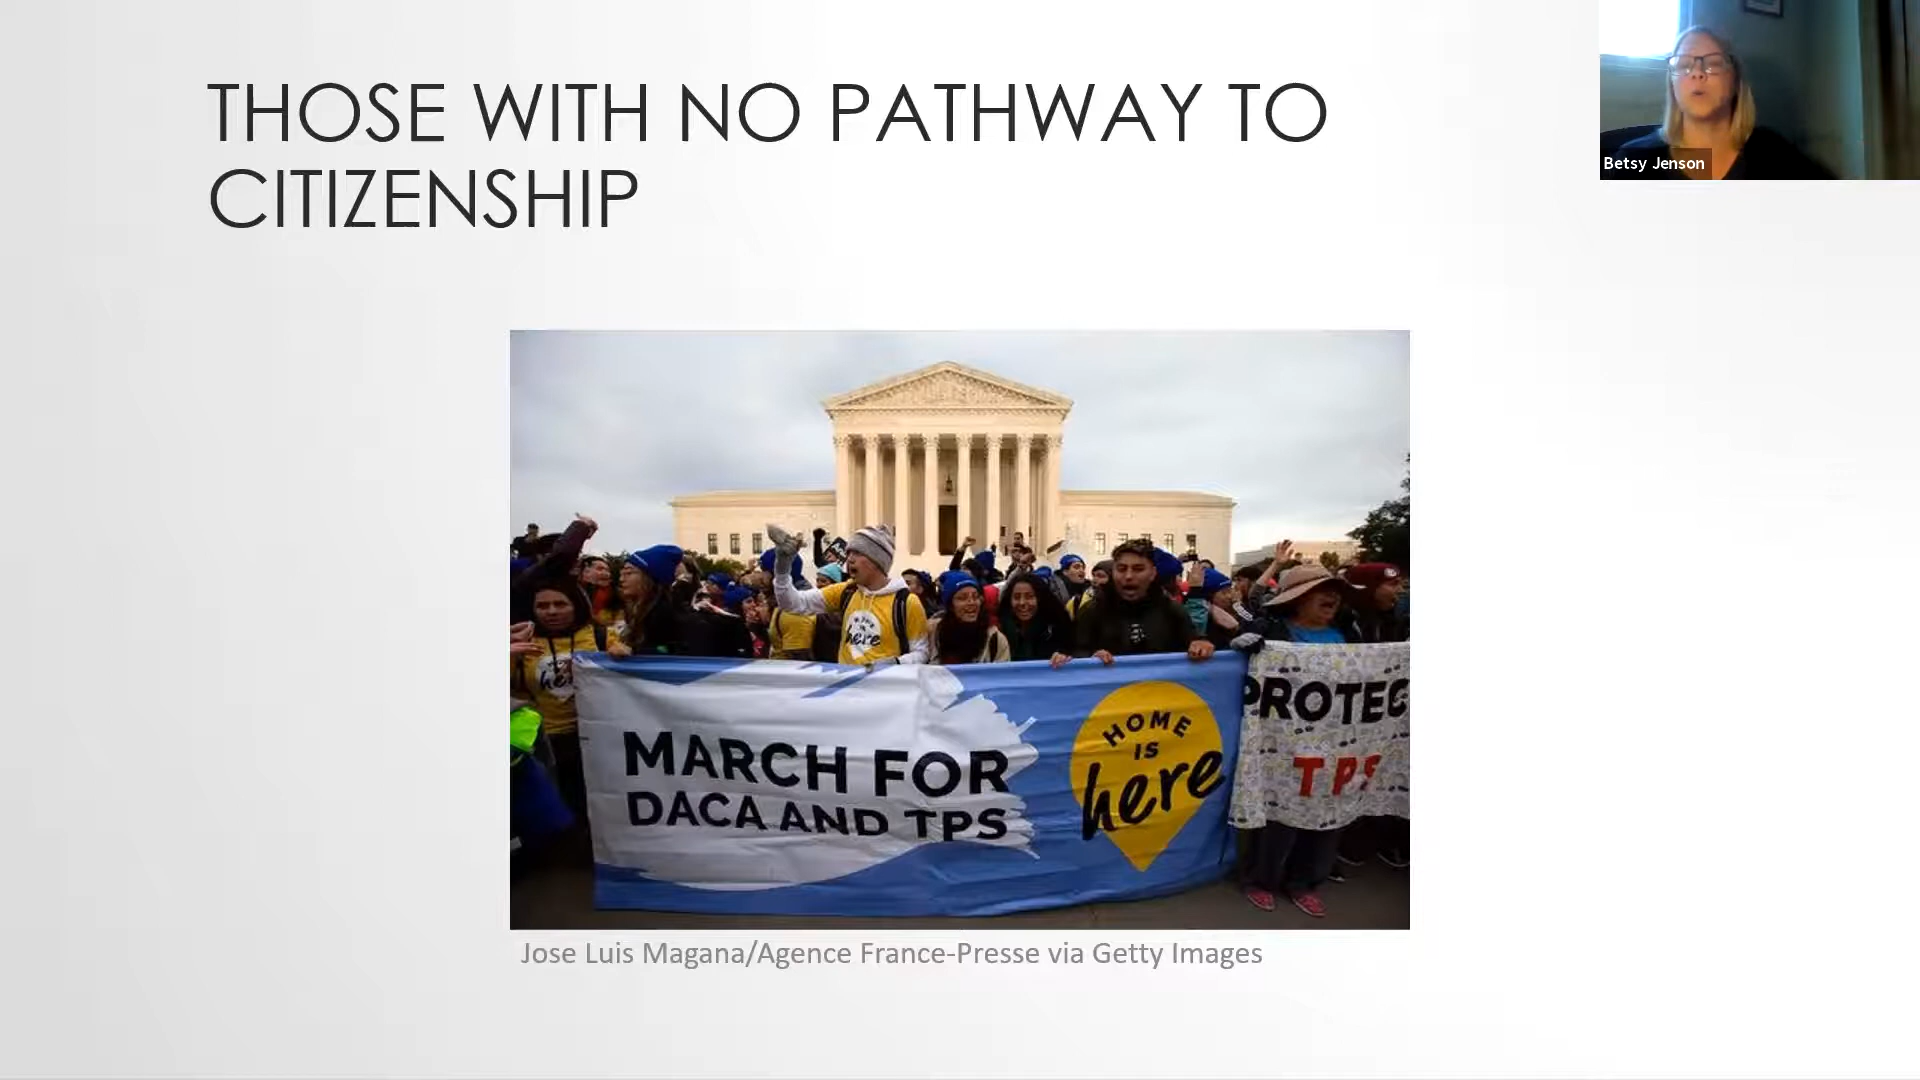 THOSE WITH NO PATHWAY TO
CITIZENSHIP
Betsy Jenson
here
MARCH FOR
DACA AND TPS
HOME
IS
here
PROTEC
TPS
Jose Luis Magana/Agence France-Presse via Getty Images